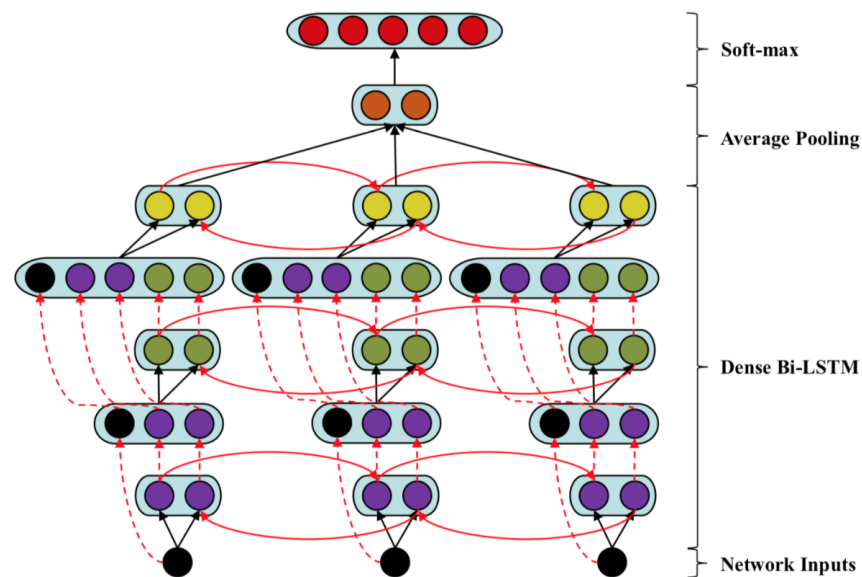 Soft-max
Average Pooling
Dense Bi-LSTM
Network Inputs